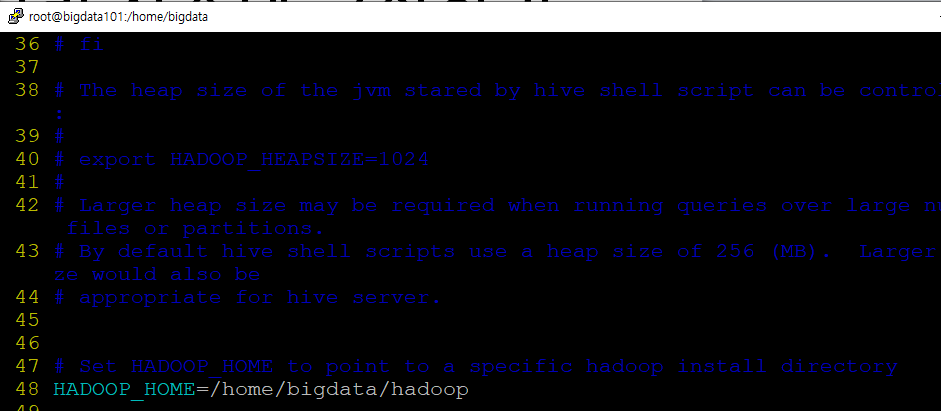 root@bigdata101:/home/bigdata
36 # fi
37
38 # The heap size of the jvm stared by hive shell script can be contro
:
39 #
40 # export HADOOP_HEAPSIZE=1024
41 #
42 # Larger heap size may be required when running queries over large
files or partitions.
43 # By default hive shell scripts use a heap size of 256 (MB).  Larger
ze would also be
44 # appropriate for hive server.
45
46
47 # Set HADOOP_HOME to point to a specific hadoop install directory
48 HADOOP_HOME=/home/bigdata/hadoop